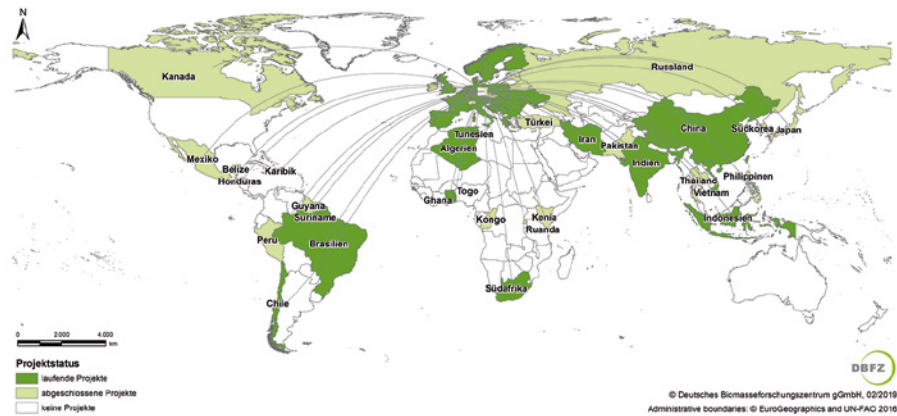 N
Kanada
Russland
Türkei
Tunesien
Algerien
Iran
Pakistan
China
Südkorea
Japan
Indien
Mexiko
Belize
Honduras
Karibik
Thailand
Vietnam
Philippinen
Guyana
Suriname
Ghana
Togo
Kongo
Kenia
Ruanda
Indonesien
Peru
Brasilien
Chile
Südafrika
0 2.000 4.000
km
Projektstatus
laufende Projekte
abgeschlossene Projekte
keine Projekte
DBFZ
© Deutsches Biomasseforschungszentrum gGmbH, 02/2019
Administrative boundaries: © EuroGeographics and UN-FAO 2016